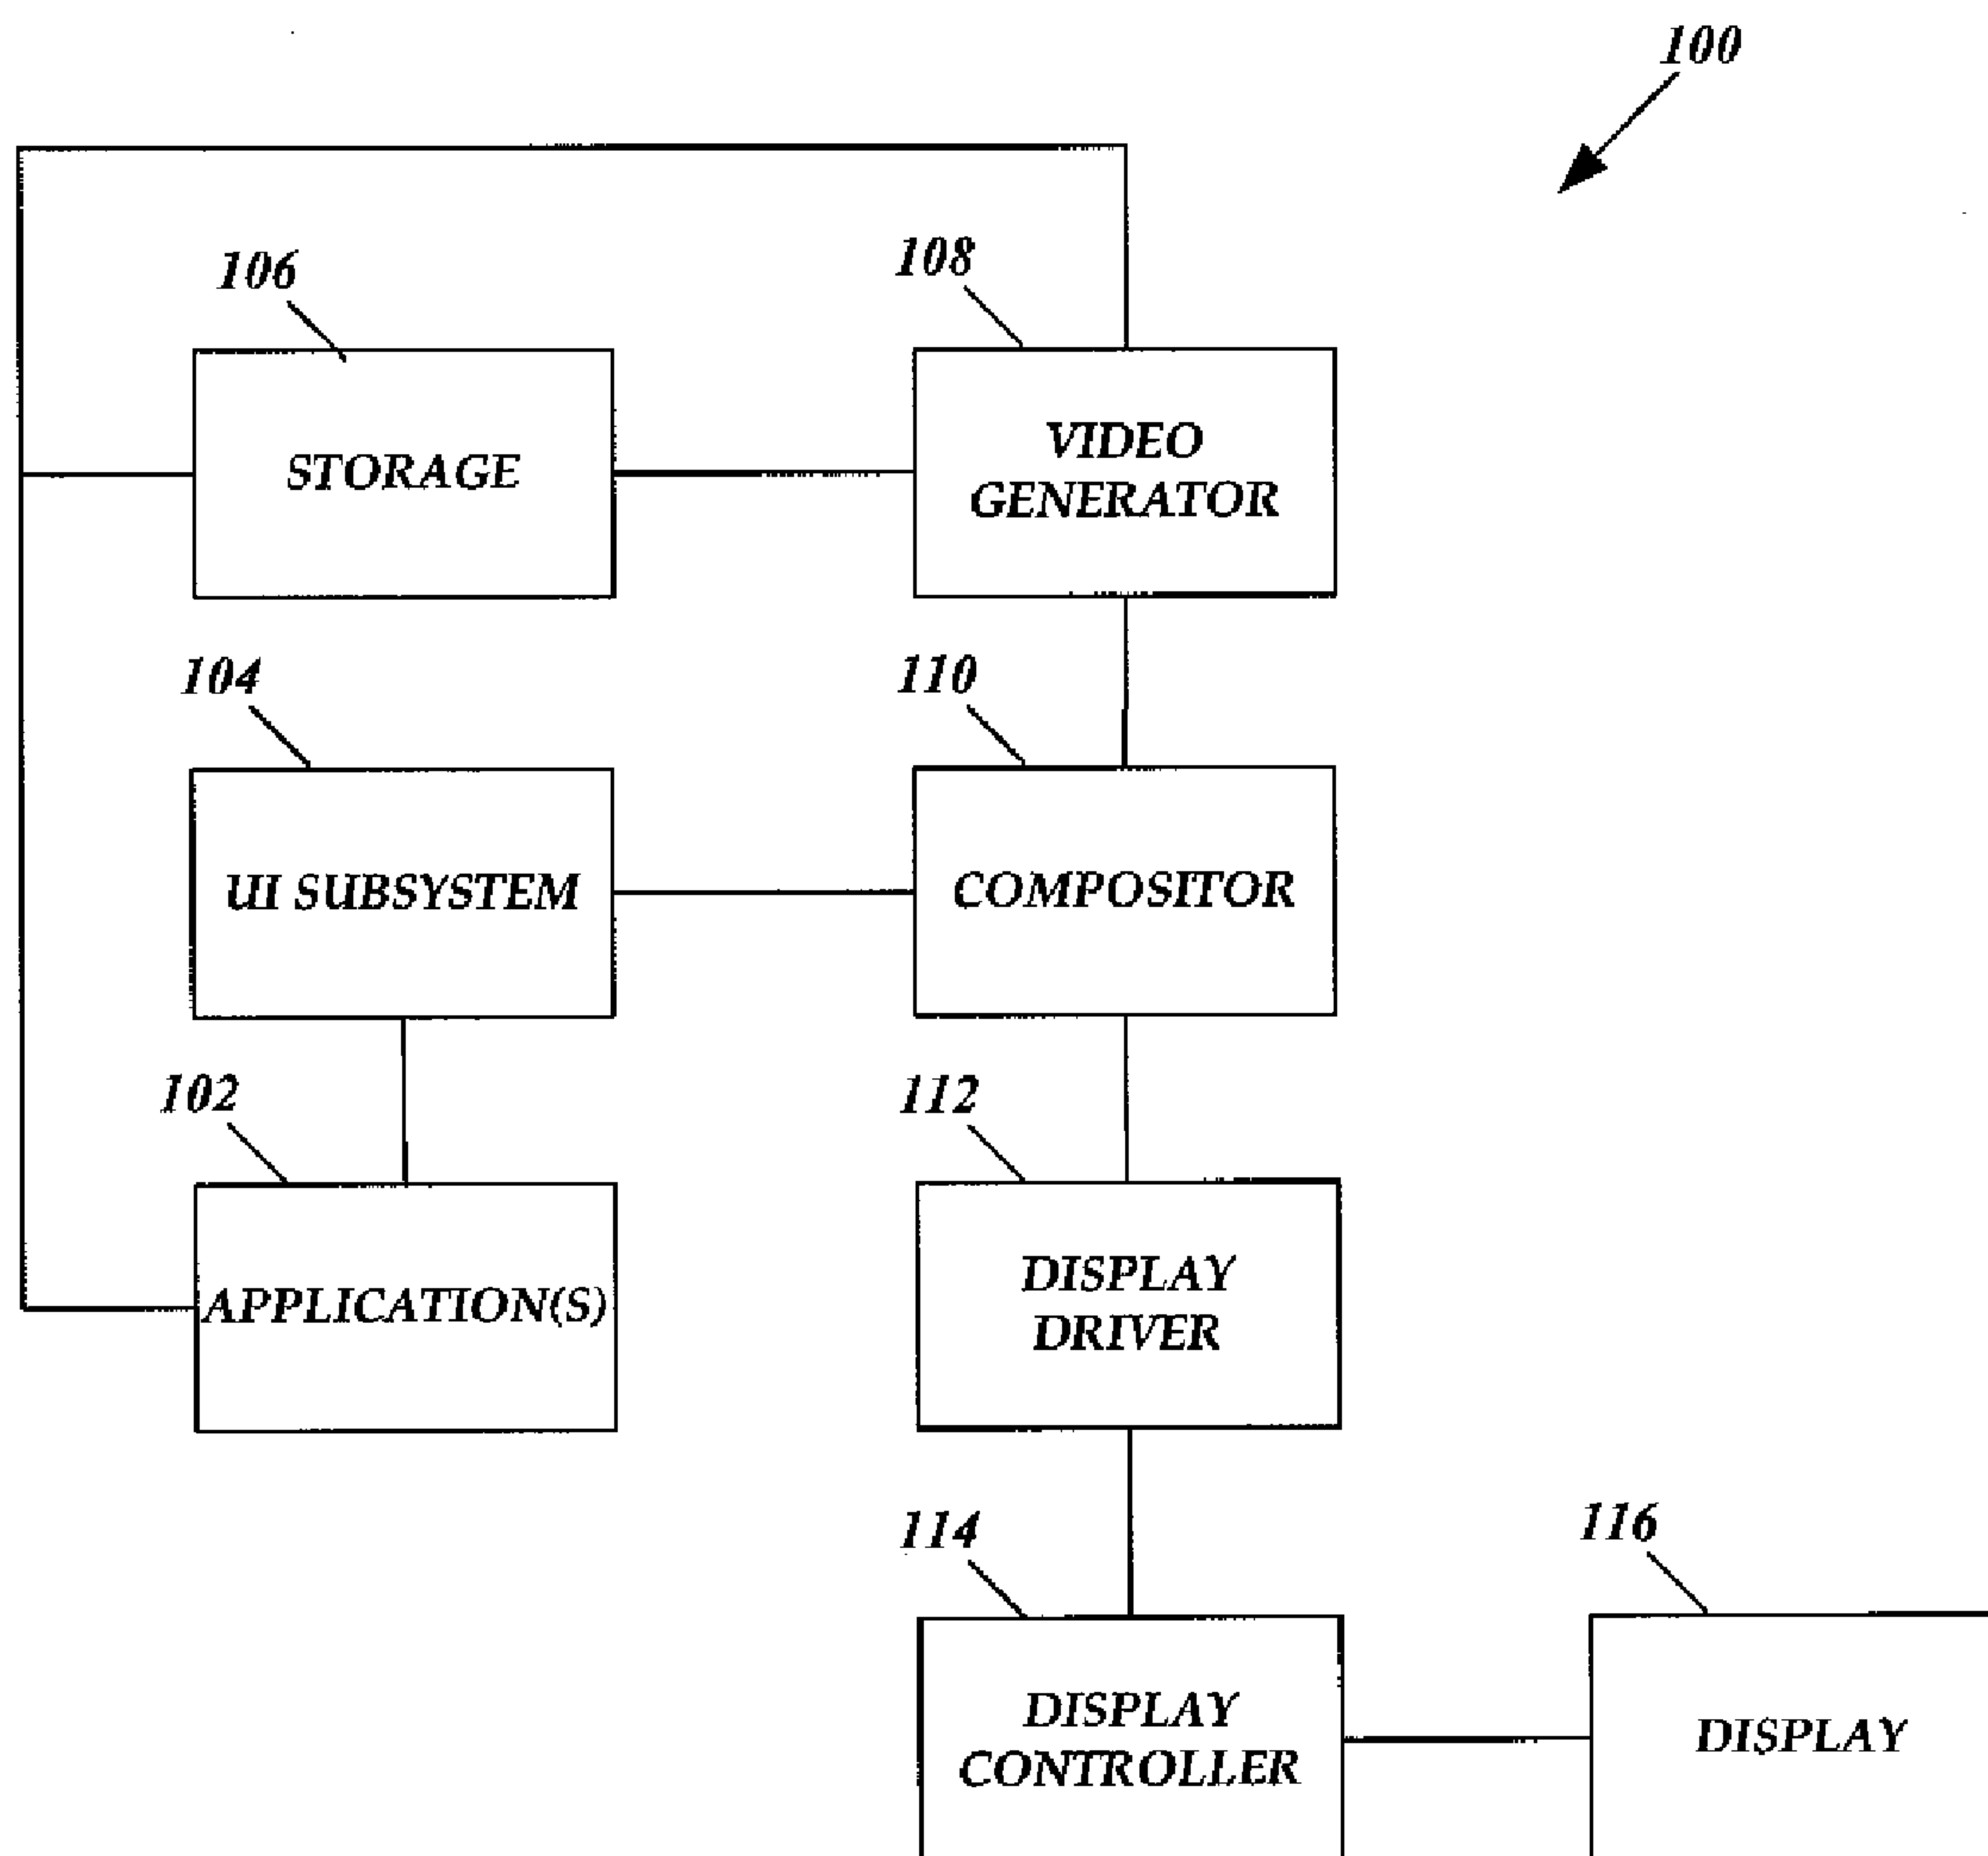 100
106
108
STORAGE
VIDEO
GENERATOR
104
110
UI SUBSYSTEM
COMPOSITOR
102
112
APPLICATION(S)
DISPLAY
DRIVER
114
116
DISPLAY
CONTROLLER
DISPLAY